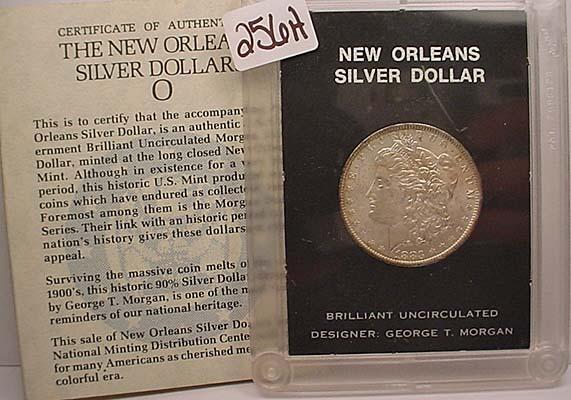 CERTIFICATE OF AUTHENT
THE NEW ORLEA
SILVER DOLLAR
O
This is to certify that the accompany
Orleans Silver Dollar, is an authentic
ernment Brilliant Uncirculated Morg
Dollar, minted at the long closed New
Mint. Although in existence for a v
period, this historic U.S. Mint produ
coins which have endured as collect
Foremost among them is the Morg
Series. Their link with an historic per
nation's history gives these dollars
appeal.
Surviving the massive coin melts o
1900's, this historic 90% Silver Dolla
by George T. Morgan, is one of the m
reminders of our national heritage.
This sale of New Orleans Silver Do
National Minting Distribution Cente
for many Americans as cherished me
colorful era.
256H
NEW ORLEANS
SILVER DOLLAR
E PLURIBUS UNUM
1883
BRILLIANT UNCIRCULATED
DESIGNER: GEORGE T. MORGAN